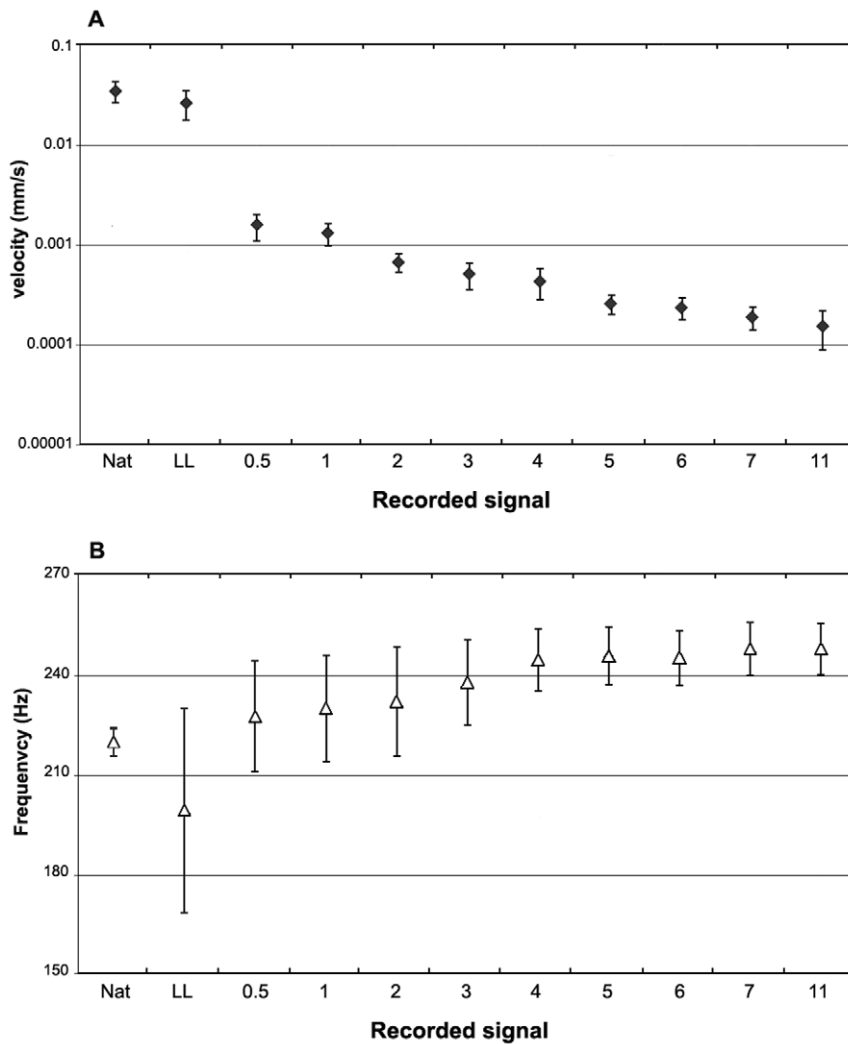 A
0.1
0.01
0.001
0.0001
0.00001
velocity (mm/s)
Nat LL 0.5 1 2 3 4 5 6 7 11
Recorded signal
B
270
240
210
180
150
Frequenvcy (Hz)
Nat LL 0.5 1 2 3 4 5 6 7 11
Recorded signal